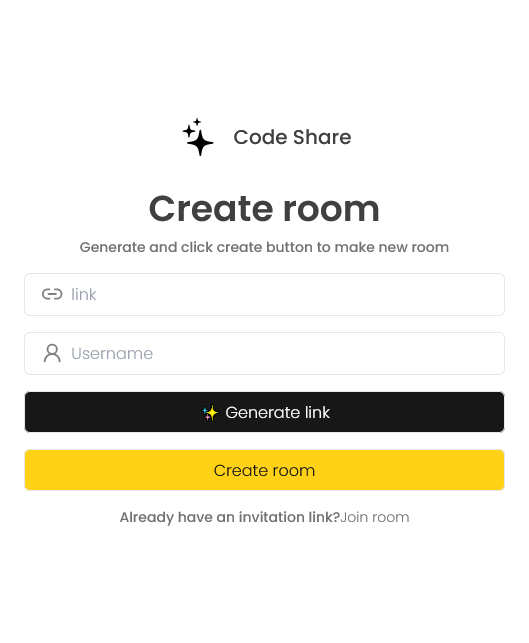 Code Share
Create room
Generate and click create button to make new room
link
Username
✨ Generate link
Create room
Already have an invitation link?Join room